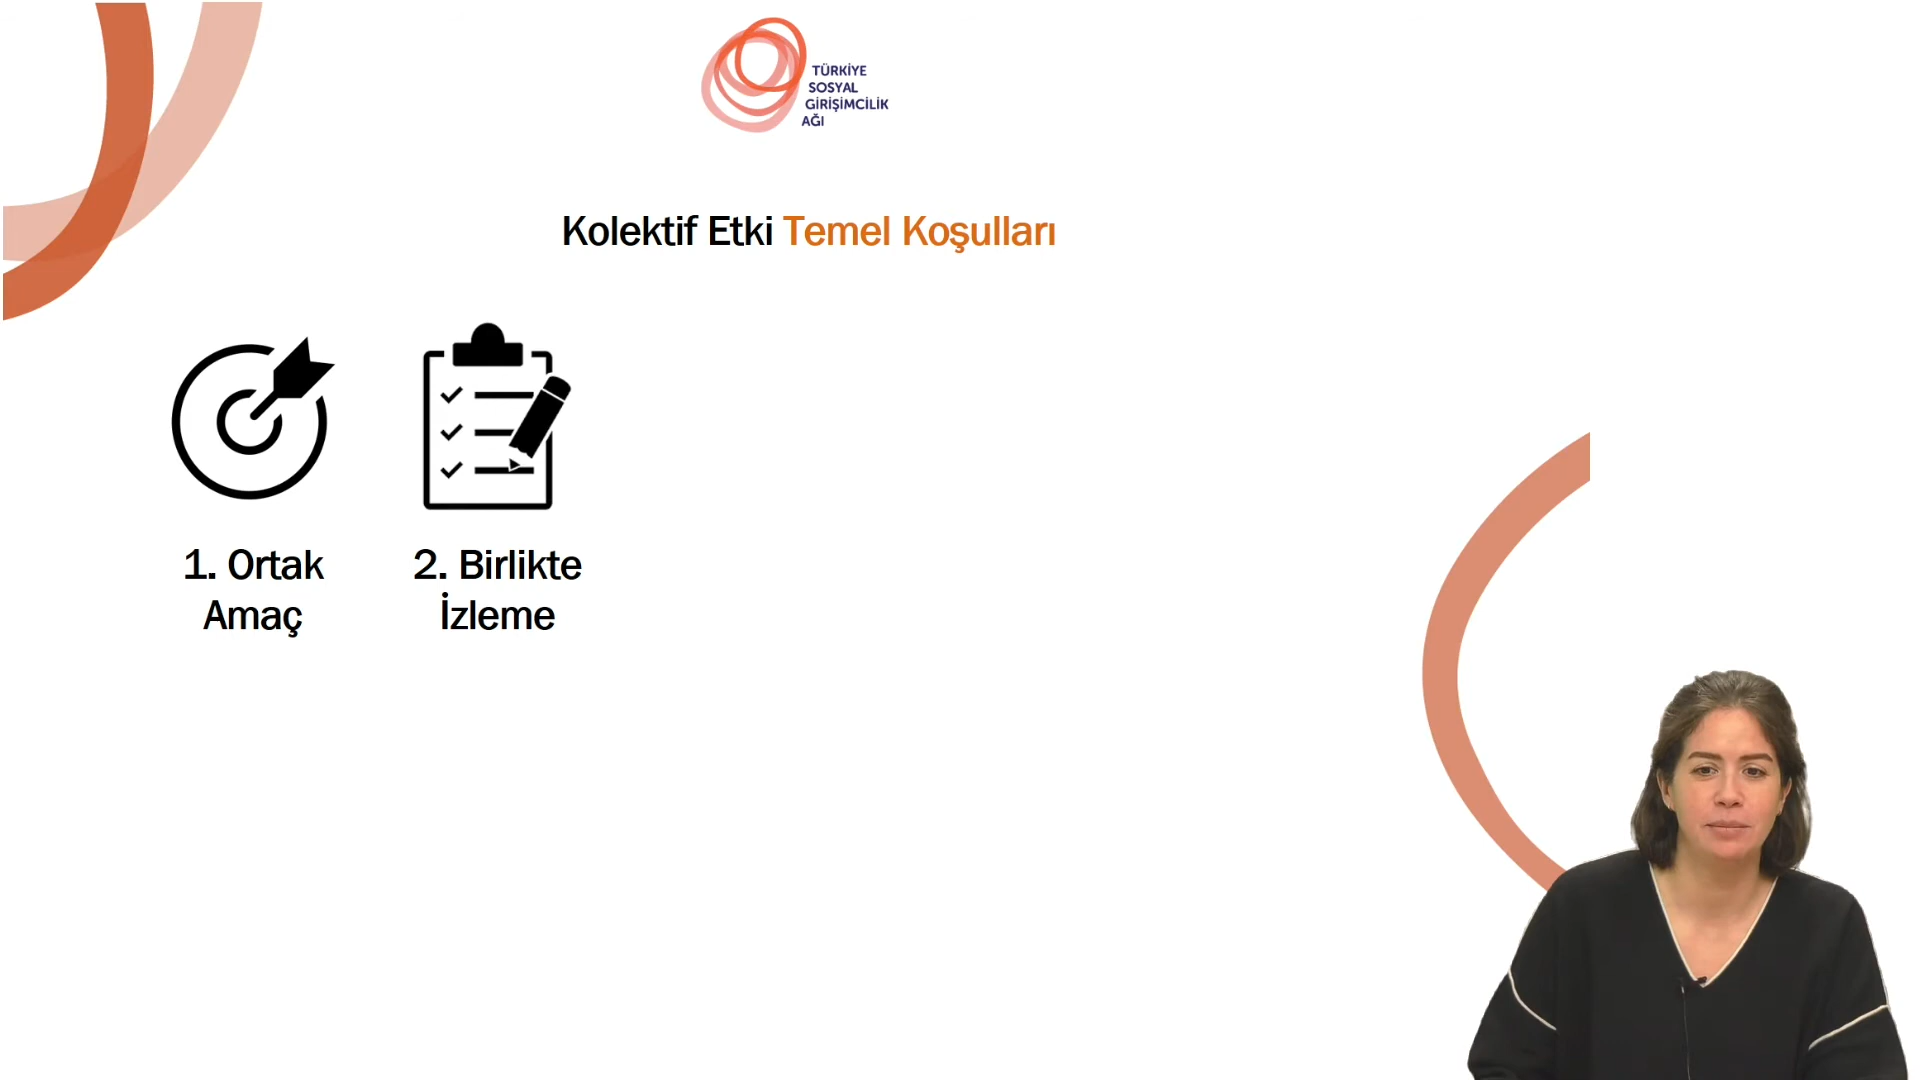 TÜRKİYE
SOSYAL
GİRİŞİMCİLİK
AĞI
Kolektif Etki Temel Koşulları
1. Ortak
Amaç
2. Birlikte
İzleme